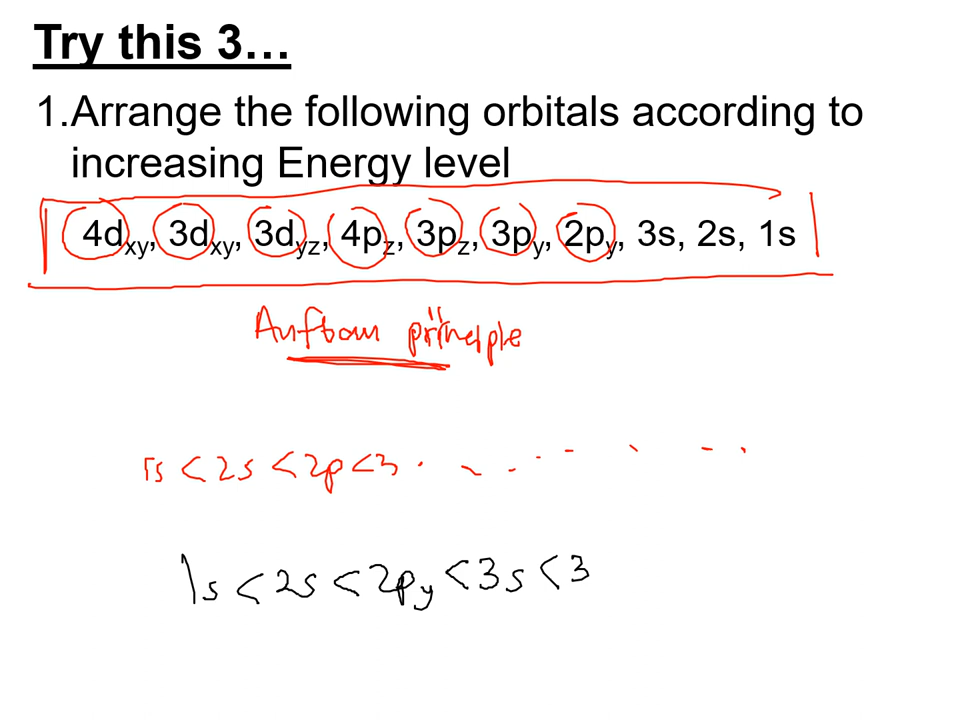 Try this 3…
1.Arrange the following orbitals according to
increasing Energy level
4dxy, 3dxy, 3dyz, 4pz, 3pz, 3py, 2py, 3s, 2s, 1s
Aufbau principle
1s < 2s < 2p < 3 . . . . . . . . .
1s < 2s < 2py < 3s < 3